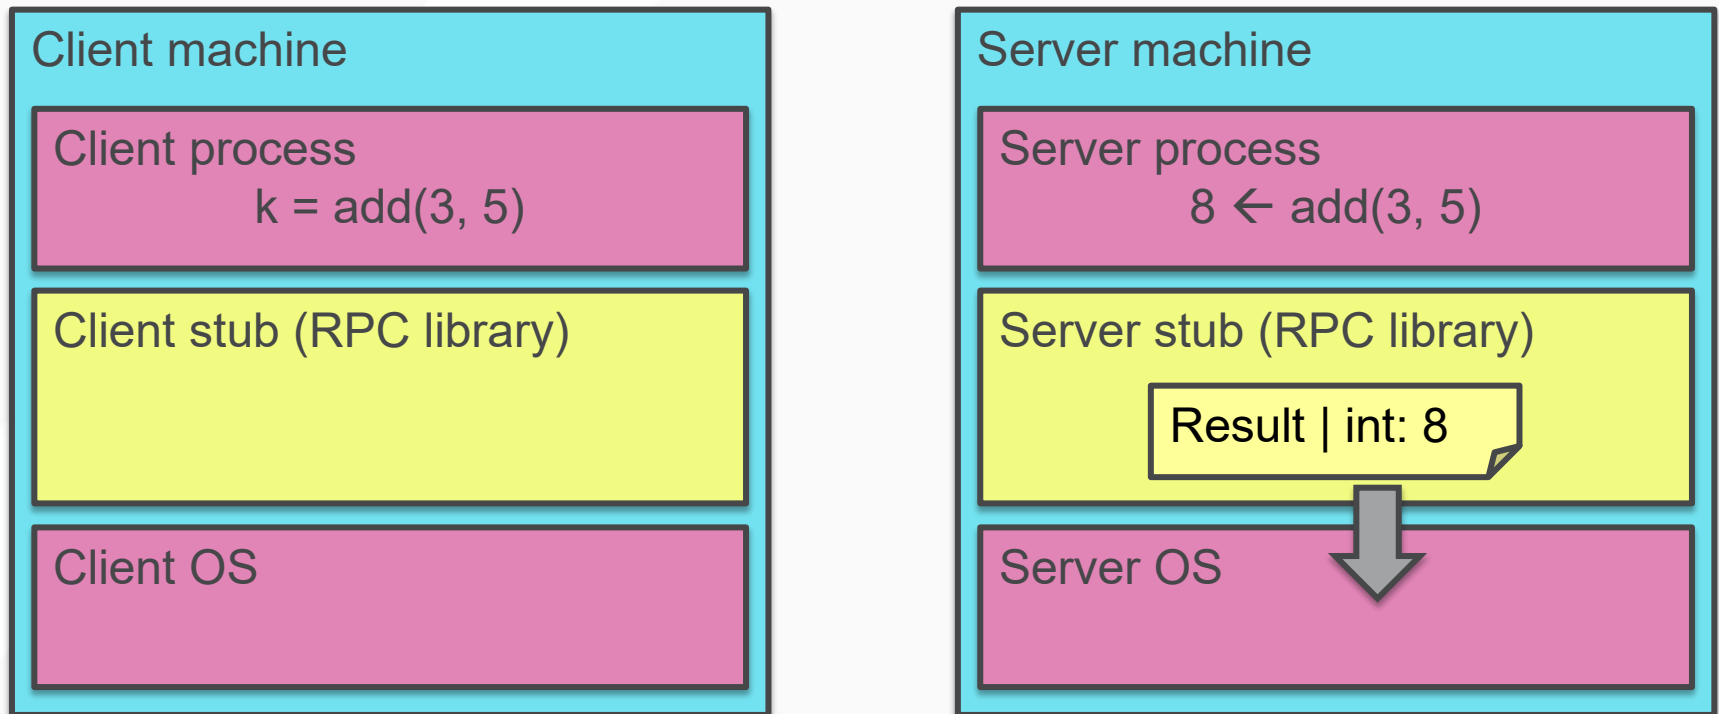 Client machine
Client process
k = add(3, 5)
Client stub (RPC library)
Client OS
Server machine
Server process
8 ← add(3, 5)
Server stub (RPC library)
Result | int: 8
Server OS